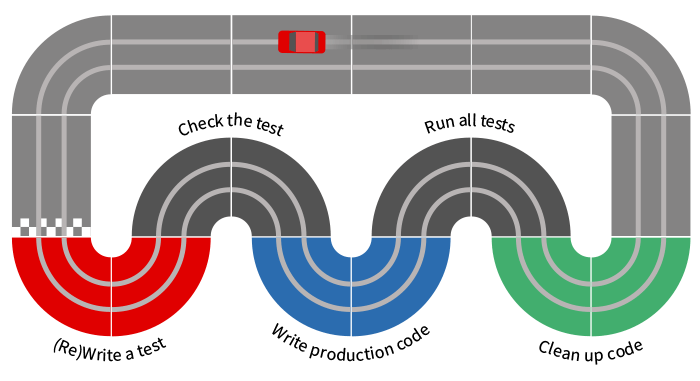 Check the test
Run all tests
(Re)Write a test
Write production code
Clean up code